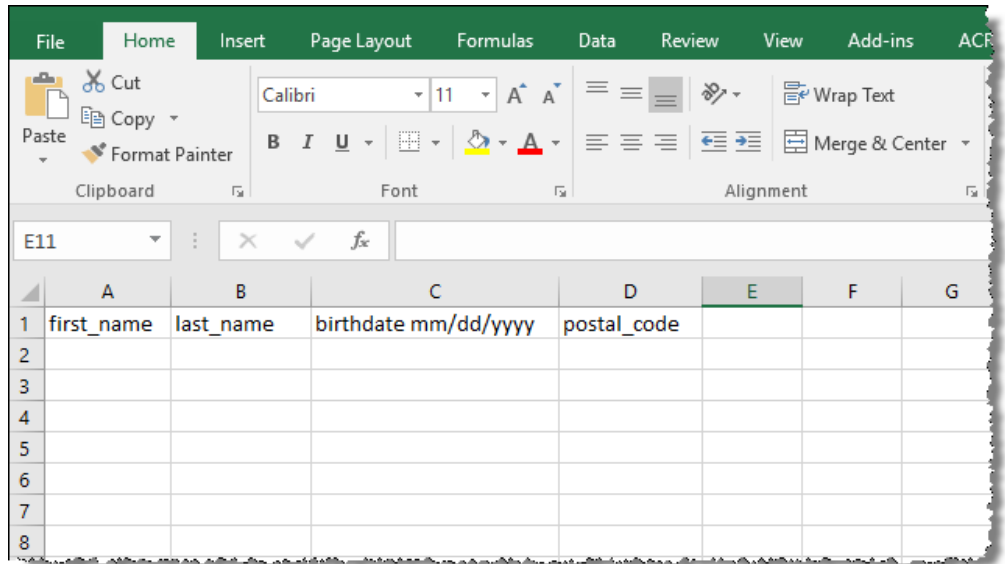 File Home Insert Page Layout Formulas Data Review View Add-ins ACR
Cut
Copy
Paste
Format Painter
Calibri 11 A A
B I U A
Wrap Text
Merge & Center
Clipboard Font Alignment
E11 fx
A B C D E F G
1 first_name last_name birthdate mm/dd/yyyy postal_code
2
3
4
5
6
7
8